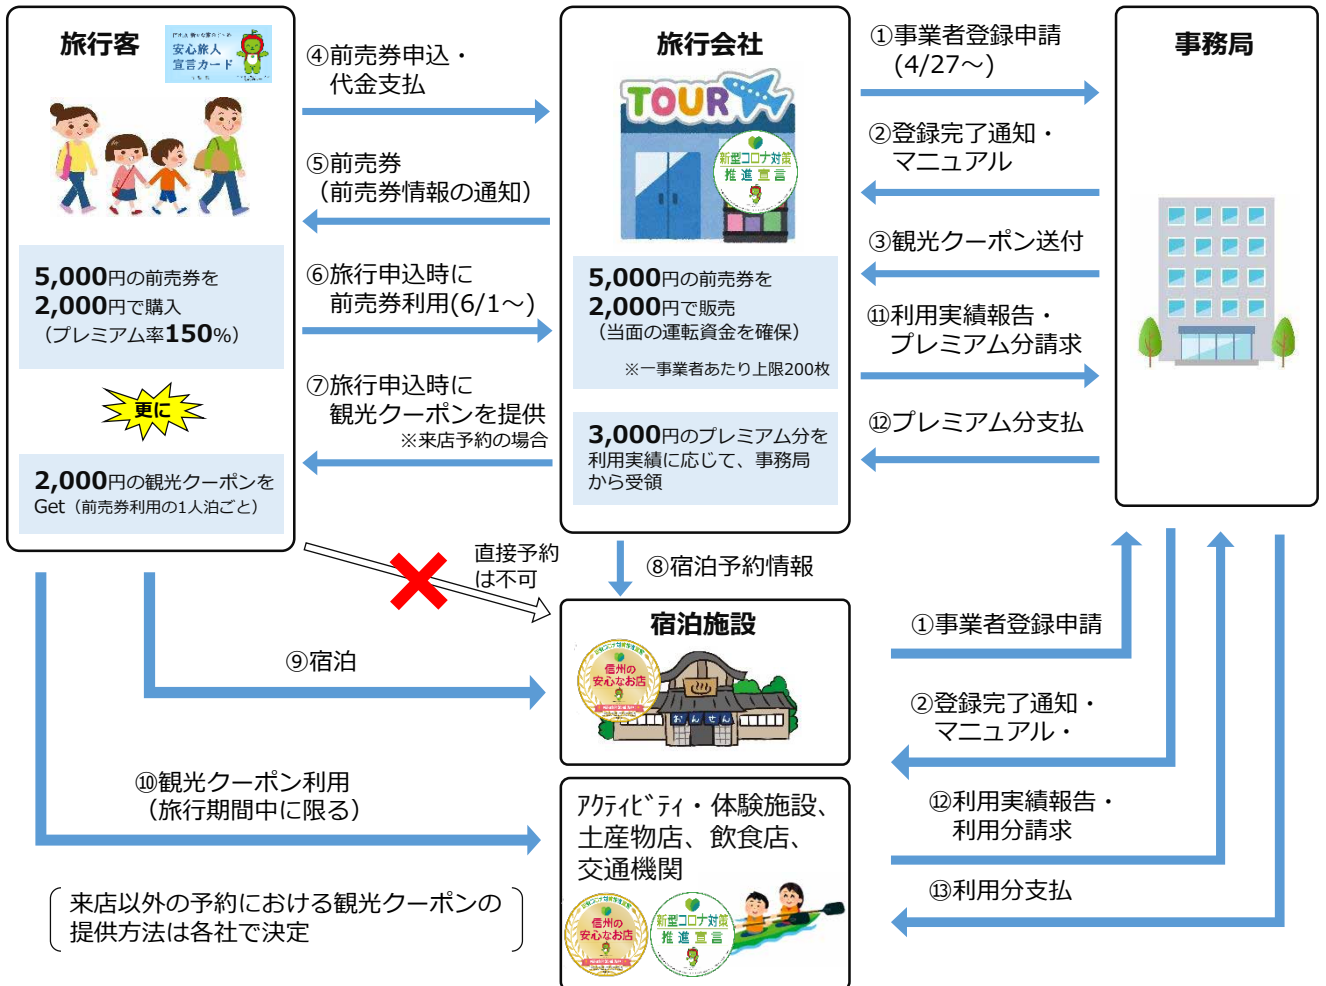 旅行客
安心旅人
宣言カード
5,000円の前売券を
2,000円で購入
（プレミアム率150%）
更に
2,000円の観光クーポンを
Get（前売券利用の1人泊ごと）
④前売券申込・
代金支払
⑤前売券
（前売券情報の通知）
⑥旅行申込時に
前売券利用(6/1～)
⑦旅行申込時に
観光クーポンを提供
※来店予約の場合
旅行会社
TOUR
新型コロナ対策
推進宣言
5,000円の前売券を
2,000円で販売
（当面の運転資金を確保）
※一事業者あたり上限200枚
3,000円のプレミアム分を
利用実績に応じて、事務局
から受領
①事業者登録申請
(4/27～)
②登録完了通知・
マニュアル
③観光クーポン送付
⑪利用実績報告・
プレミアム分請求
⑫プレミアム分支払
事務局
直接予約
は不可
⑧宿泊予約情報
⑨宿泊
宿泊施設
信州の
安心なお店
おんせん
①事業者登録申請
②登録完了通知・
マニュアル・
⑩観光クーポン利用
（旅行期間中に限る）
ｱｸﾃｨﾋﾞﾃｨ・体験施設、
土産物店、飲食店、
交通機関
信州の
安心なお店
新型コロナ対策
推進宣言
⑫利用実績報告・
利用分請求
⑬利用分支払
来店以外の予約における観光クーポンの
提供方法は各社で決定